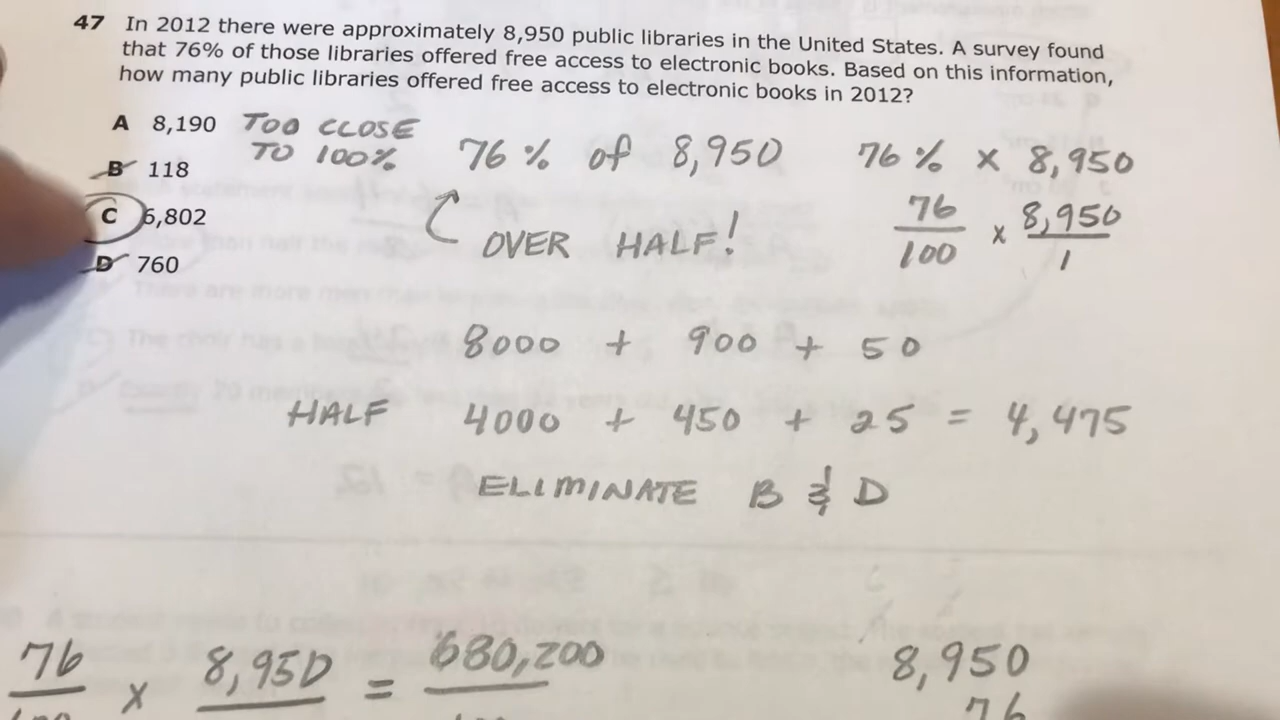 47 In 2012 there were approximately 8,950 public libraries in the United States. A survey found
that 76% of those libraries offered free access to electronic books. Based on this information,
how many public libraries offered free access to electronic books in 2012?
A 8,190 TOO CLOSE
TO 100%
B 118
C 6,802
D 760
76% of 8,950
OVER HALF!
76% x 8,950
76 x 8,950
100 1
8000 + 900 + 50
HALF 4000 + 450 + 25 = 4,475
ELIMINATE B & D
76 x 8,950 = 680,200
8,950
76